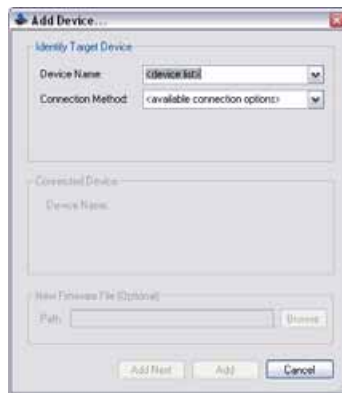 Add Device...
Identify Target Device
Device Name:
<device list>
Connection Method:
<available connection options>
Connected Device
Device Name:
New Firmware File (Optional)
Path:
Browse
Add Next
Add
Cancel